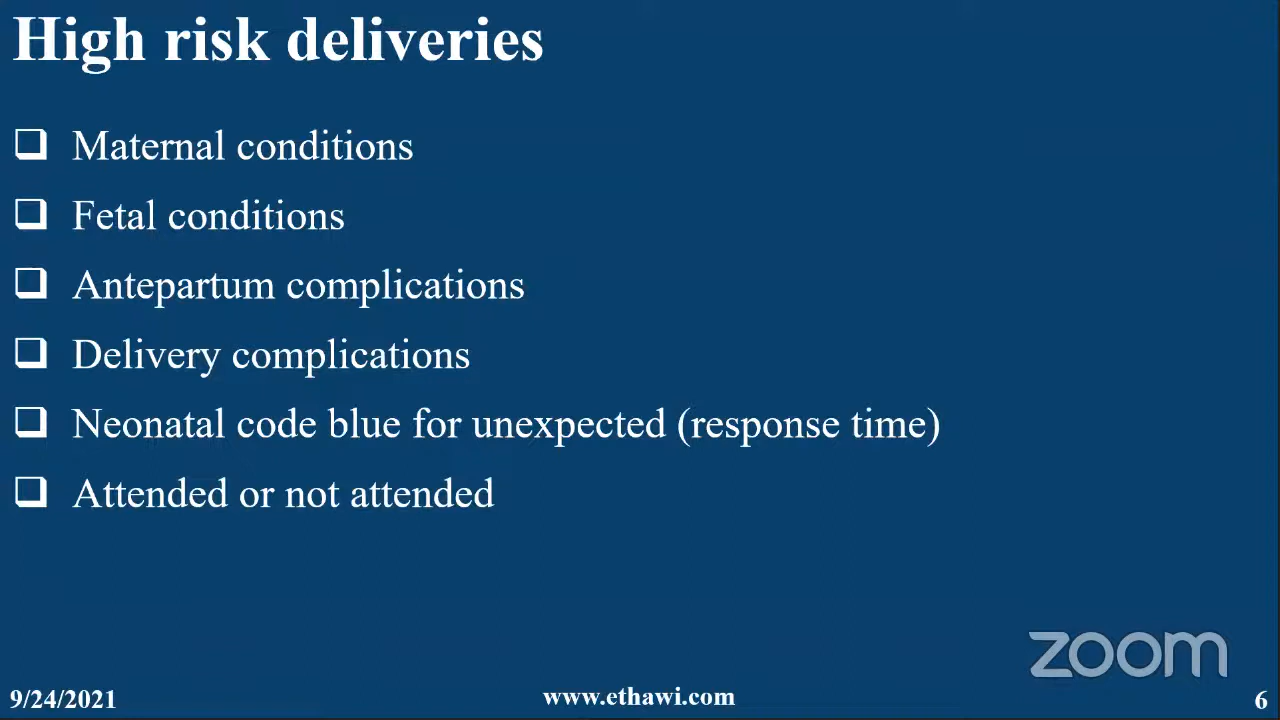 High risk deliveries
❑ Maternal conditions
❑ Fetal conditions
❑ Antepartum complications
❑ Delivery complications
❑ Neonatal code blue for unexpected (response time)
❑ Attended or not attended
zoom
9/24/2021 www.ethawi.com 6